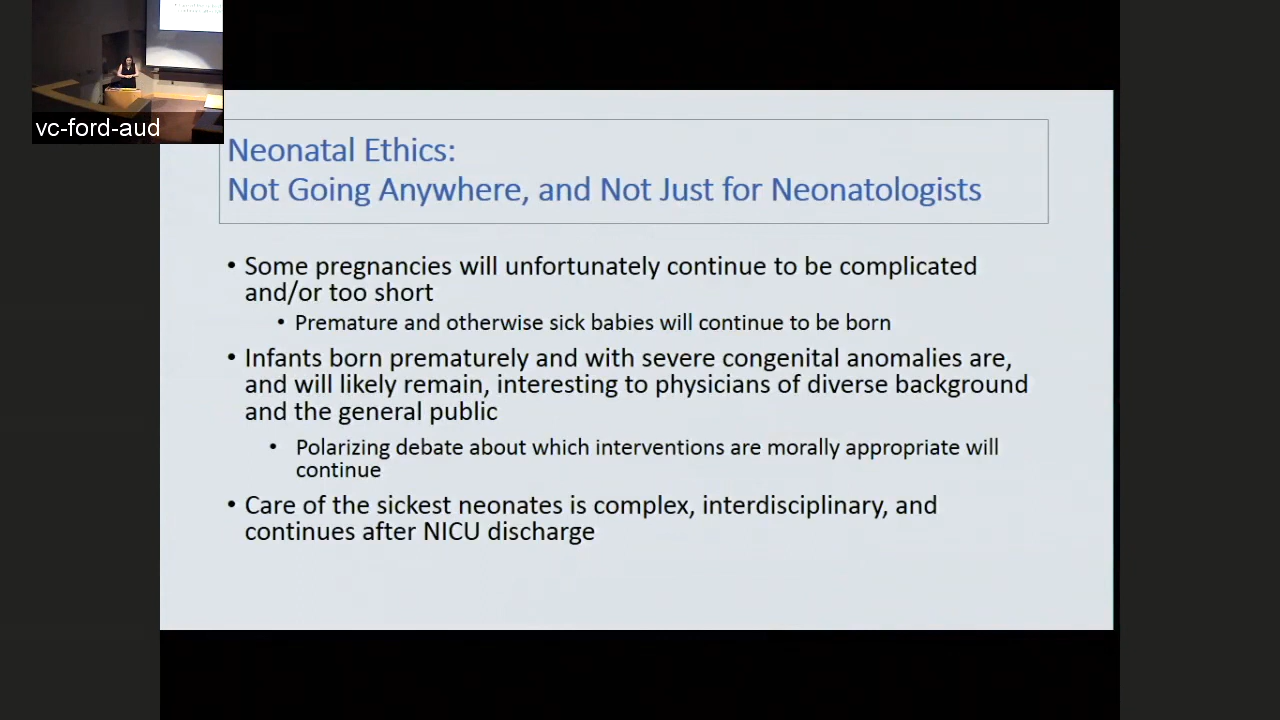 vc-ford-aud
Neonatal Ethics:
Not Going Anywhere, and Not Just for Neonatologists
• Some pregnancies will unfortunately continue to be complicated
and/or too short
• Premature and otherwise sick babies will continue to be born
• Infants born prematurely and with severe congenital anomalies are,
and will likely remain, interesting to physicians of diverse background
and the general public
• Polarizing debate about which interventions are morally appropriate will
continue
• Care of the sickest neonates is complex, interdisciplinary, and
continues after NICU discharge